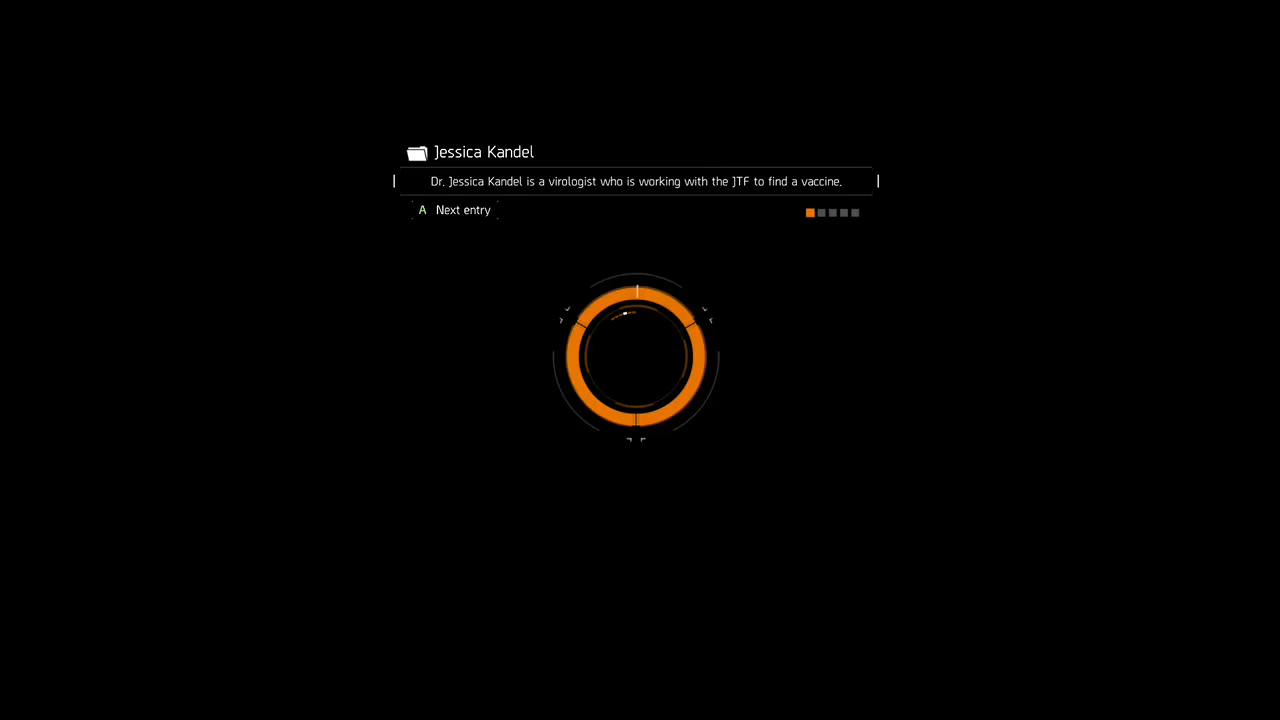 Jessica Kandel
Dr. Jessica Kandel is a virologist who is working with the JTF to find a vaccine.
A Next entry